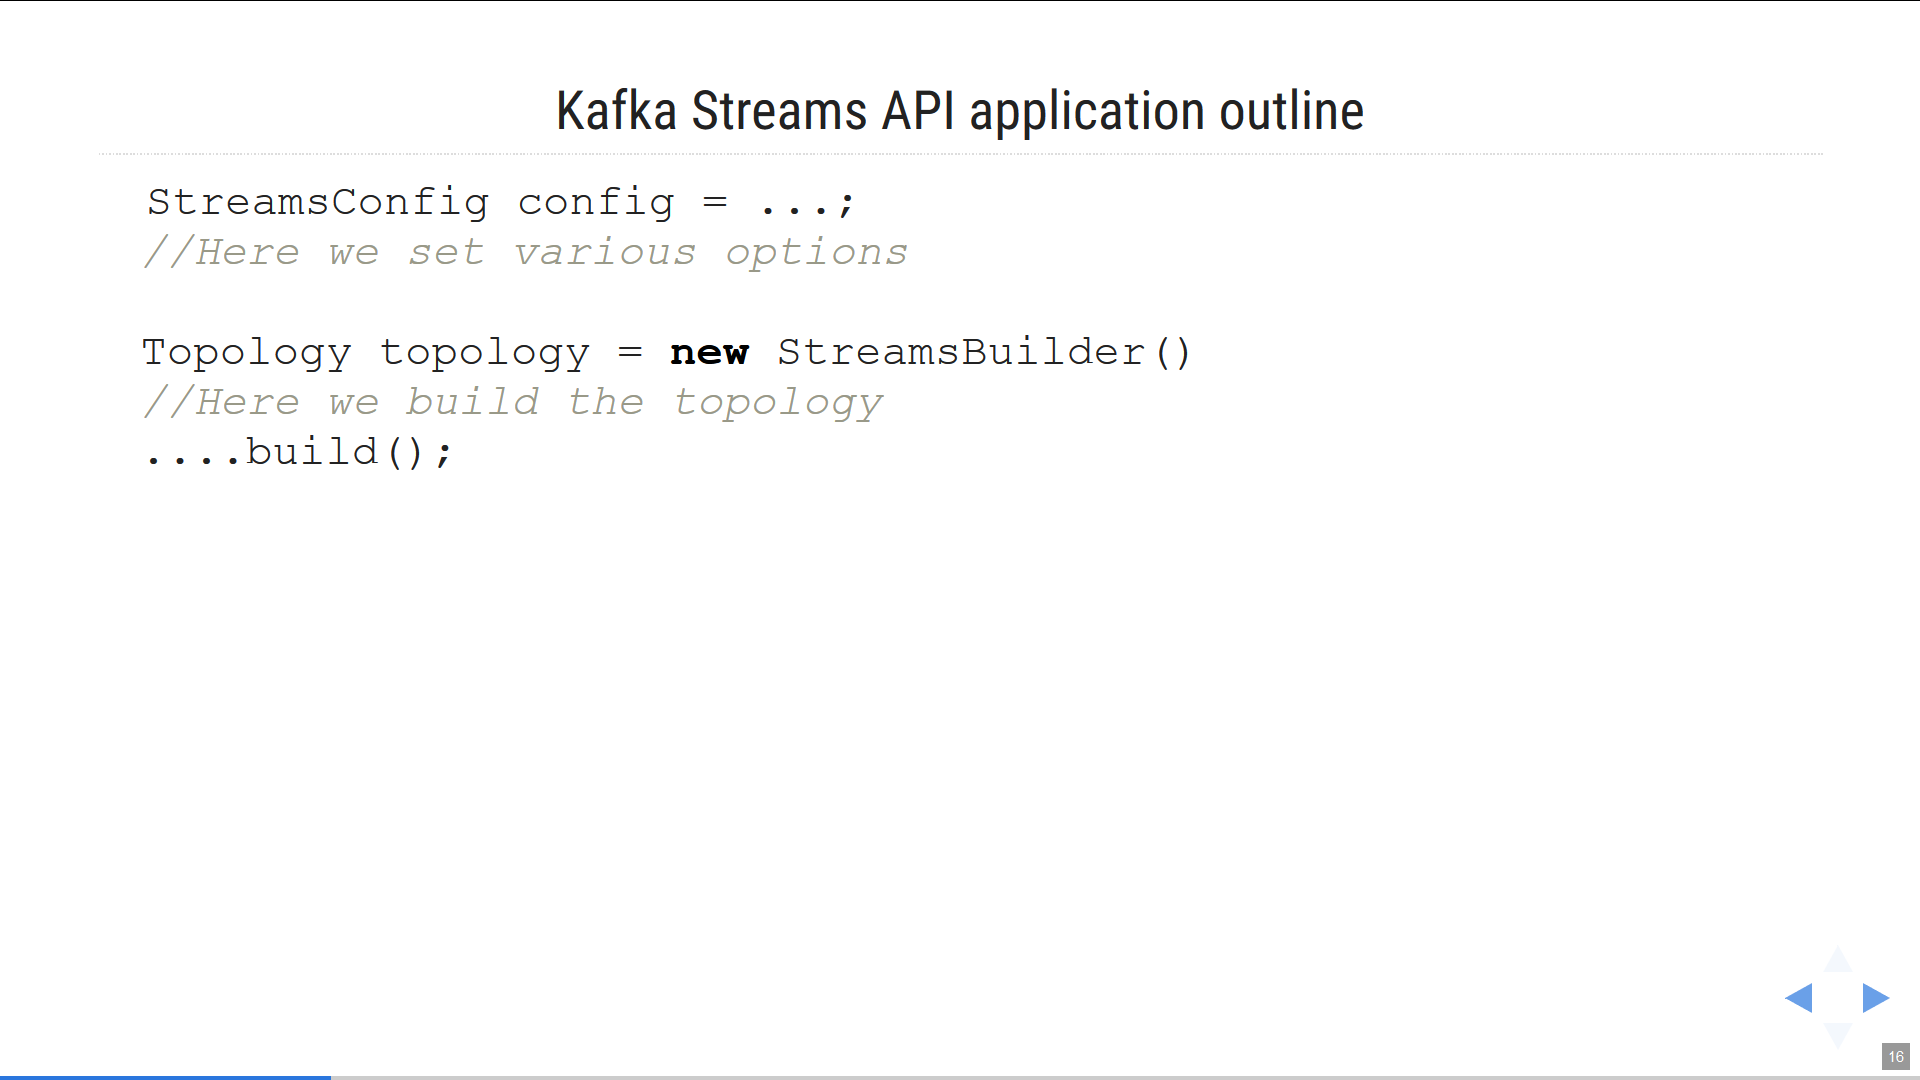 Kafka Streams API application outline
StreamsConfig config = ...;
//Here we set various options
Topology topology = new StreamsBuilder()
//Here we build the topology
....build();
16